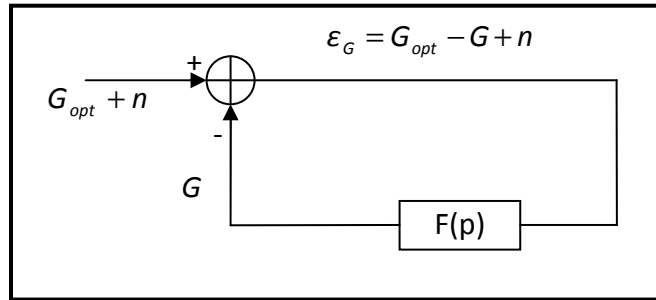 ε_G = G_opt − G + n
+
G_opt + n
-
G
F(p)